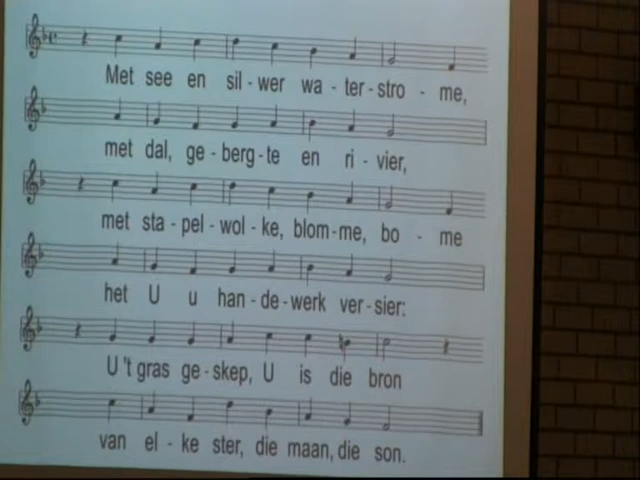 Met see en sil - wer wa - ter - stro - me,
met dal, ge - berg - te en ri - vier,
met sta - pel - wol - ke, blom - me, bo - me
het U u han - de - werk ver - sier:
U 't gras ge - skep, U is die bron
van el - ke ster, die maan, die son.